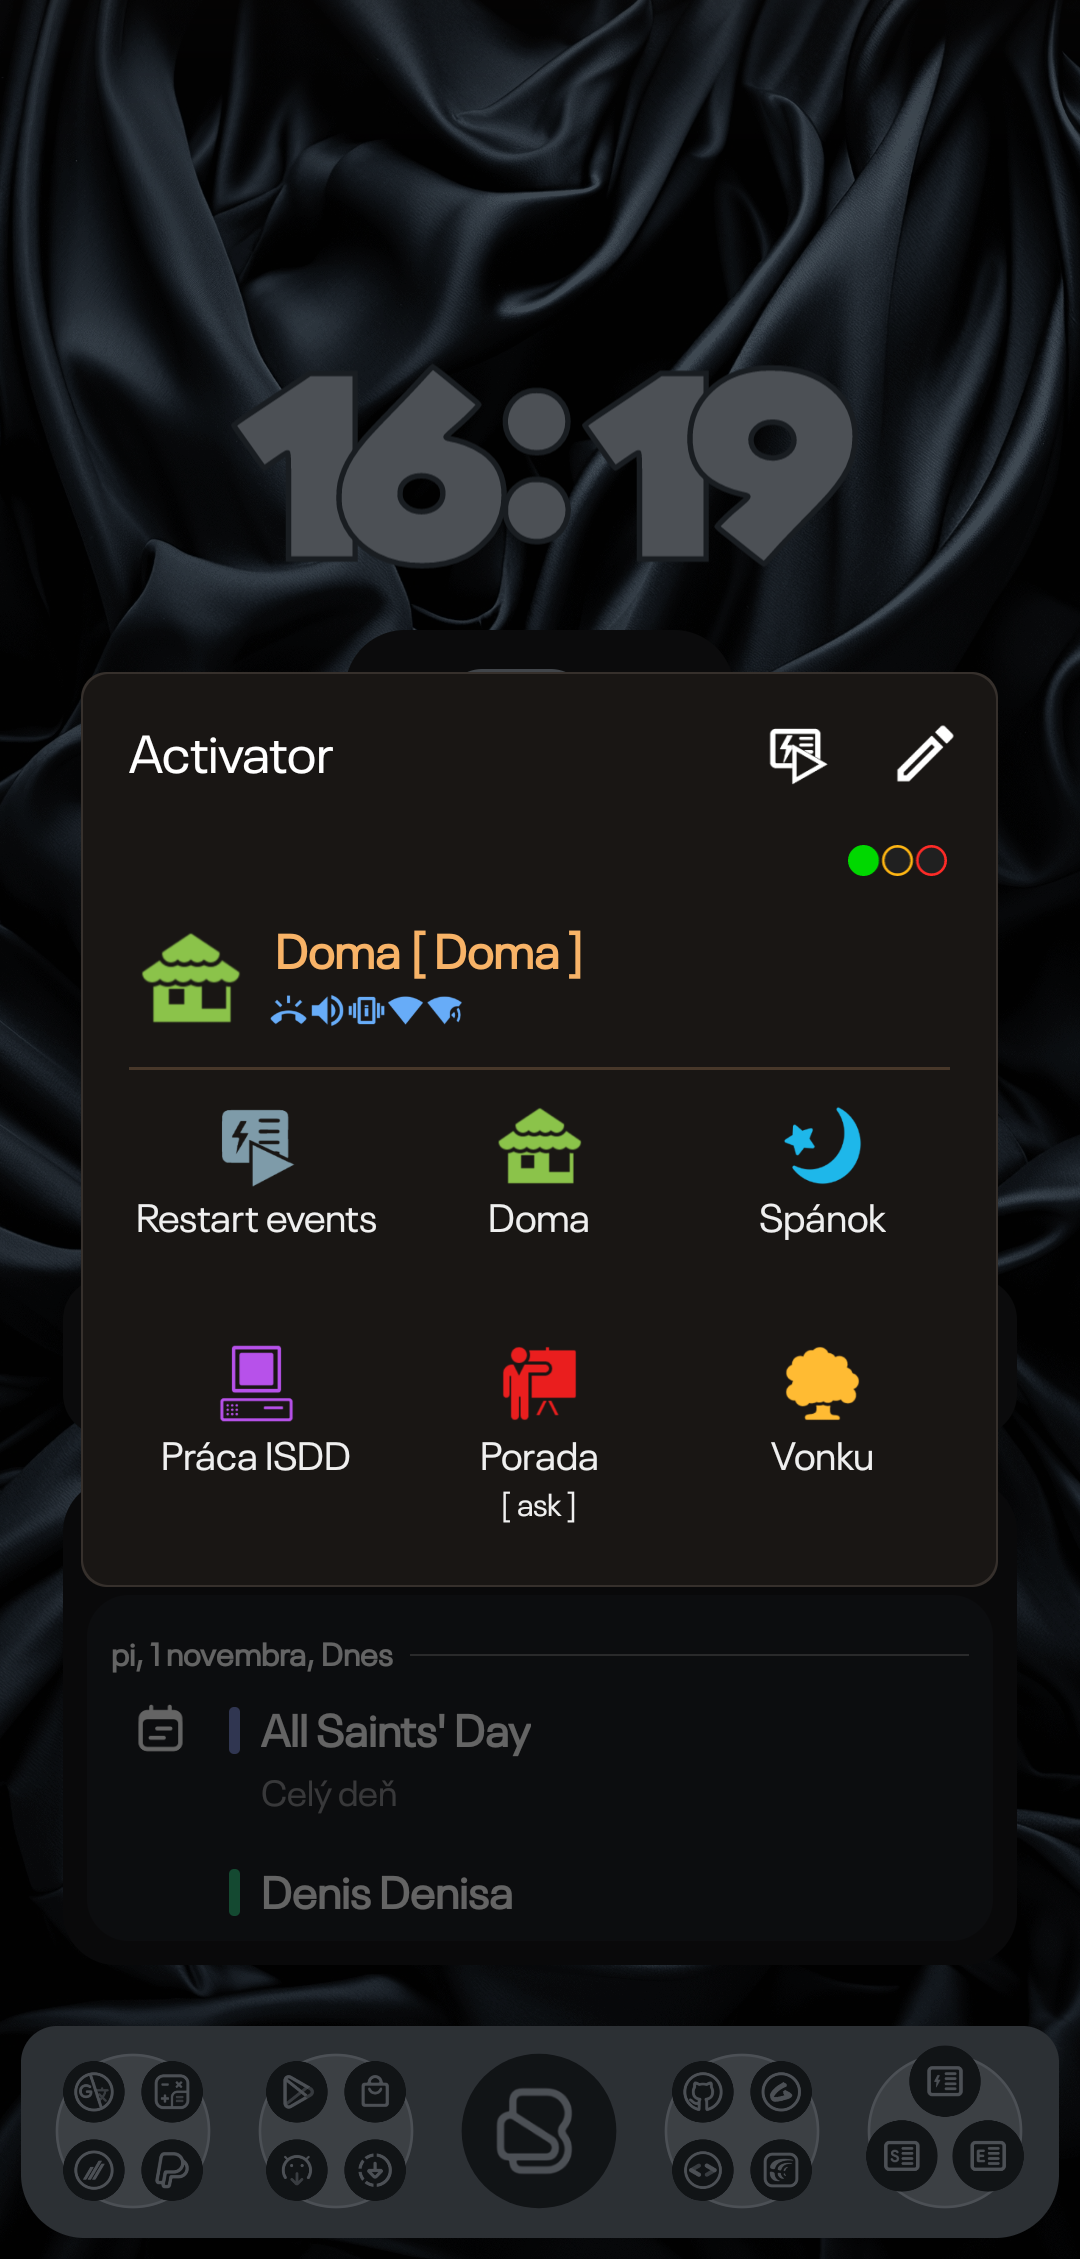 16:19
Activator
Doma [ Doma ]
Restart events
Doma
Spánok
Práca ISDD
Porada
[ ask ]
Vonku
pi, 1 novembra, Dnes
All Saints' Day
Celý deň
Denis Denisa